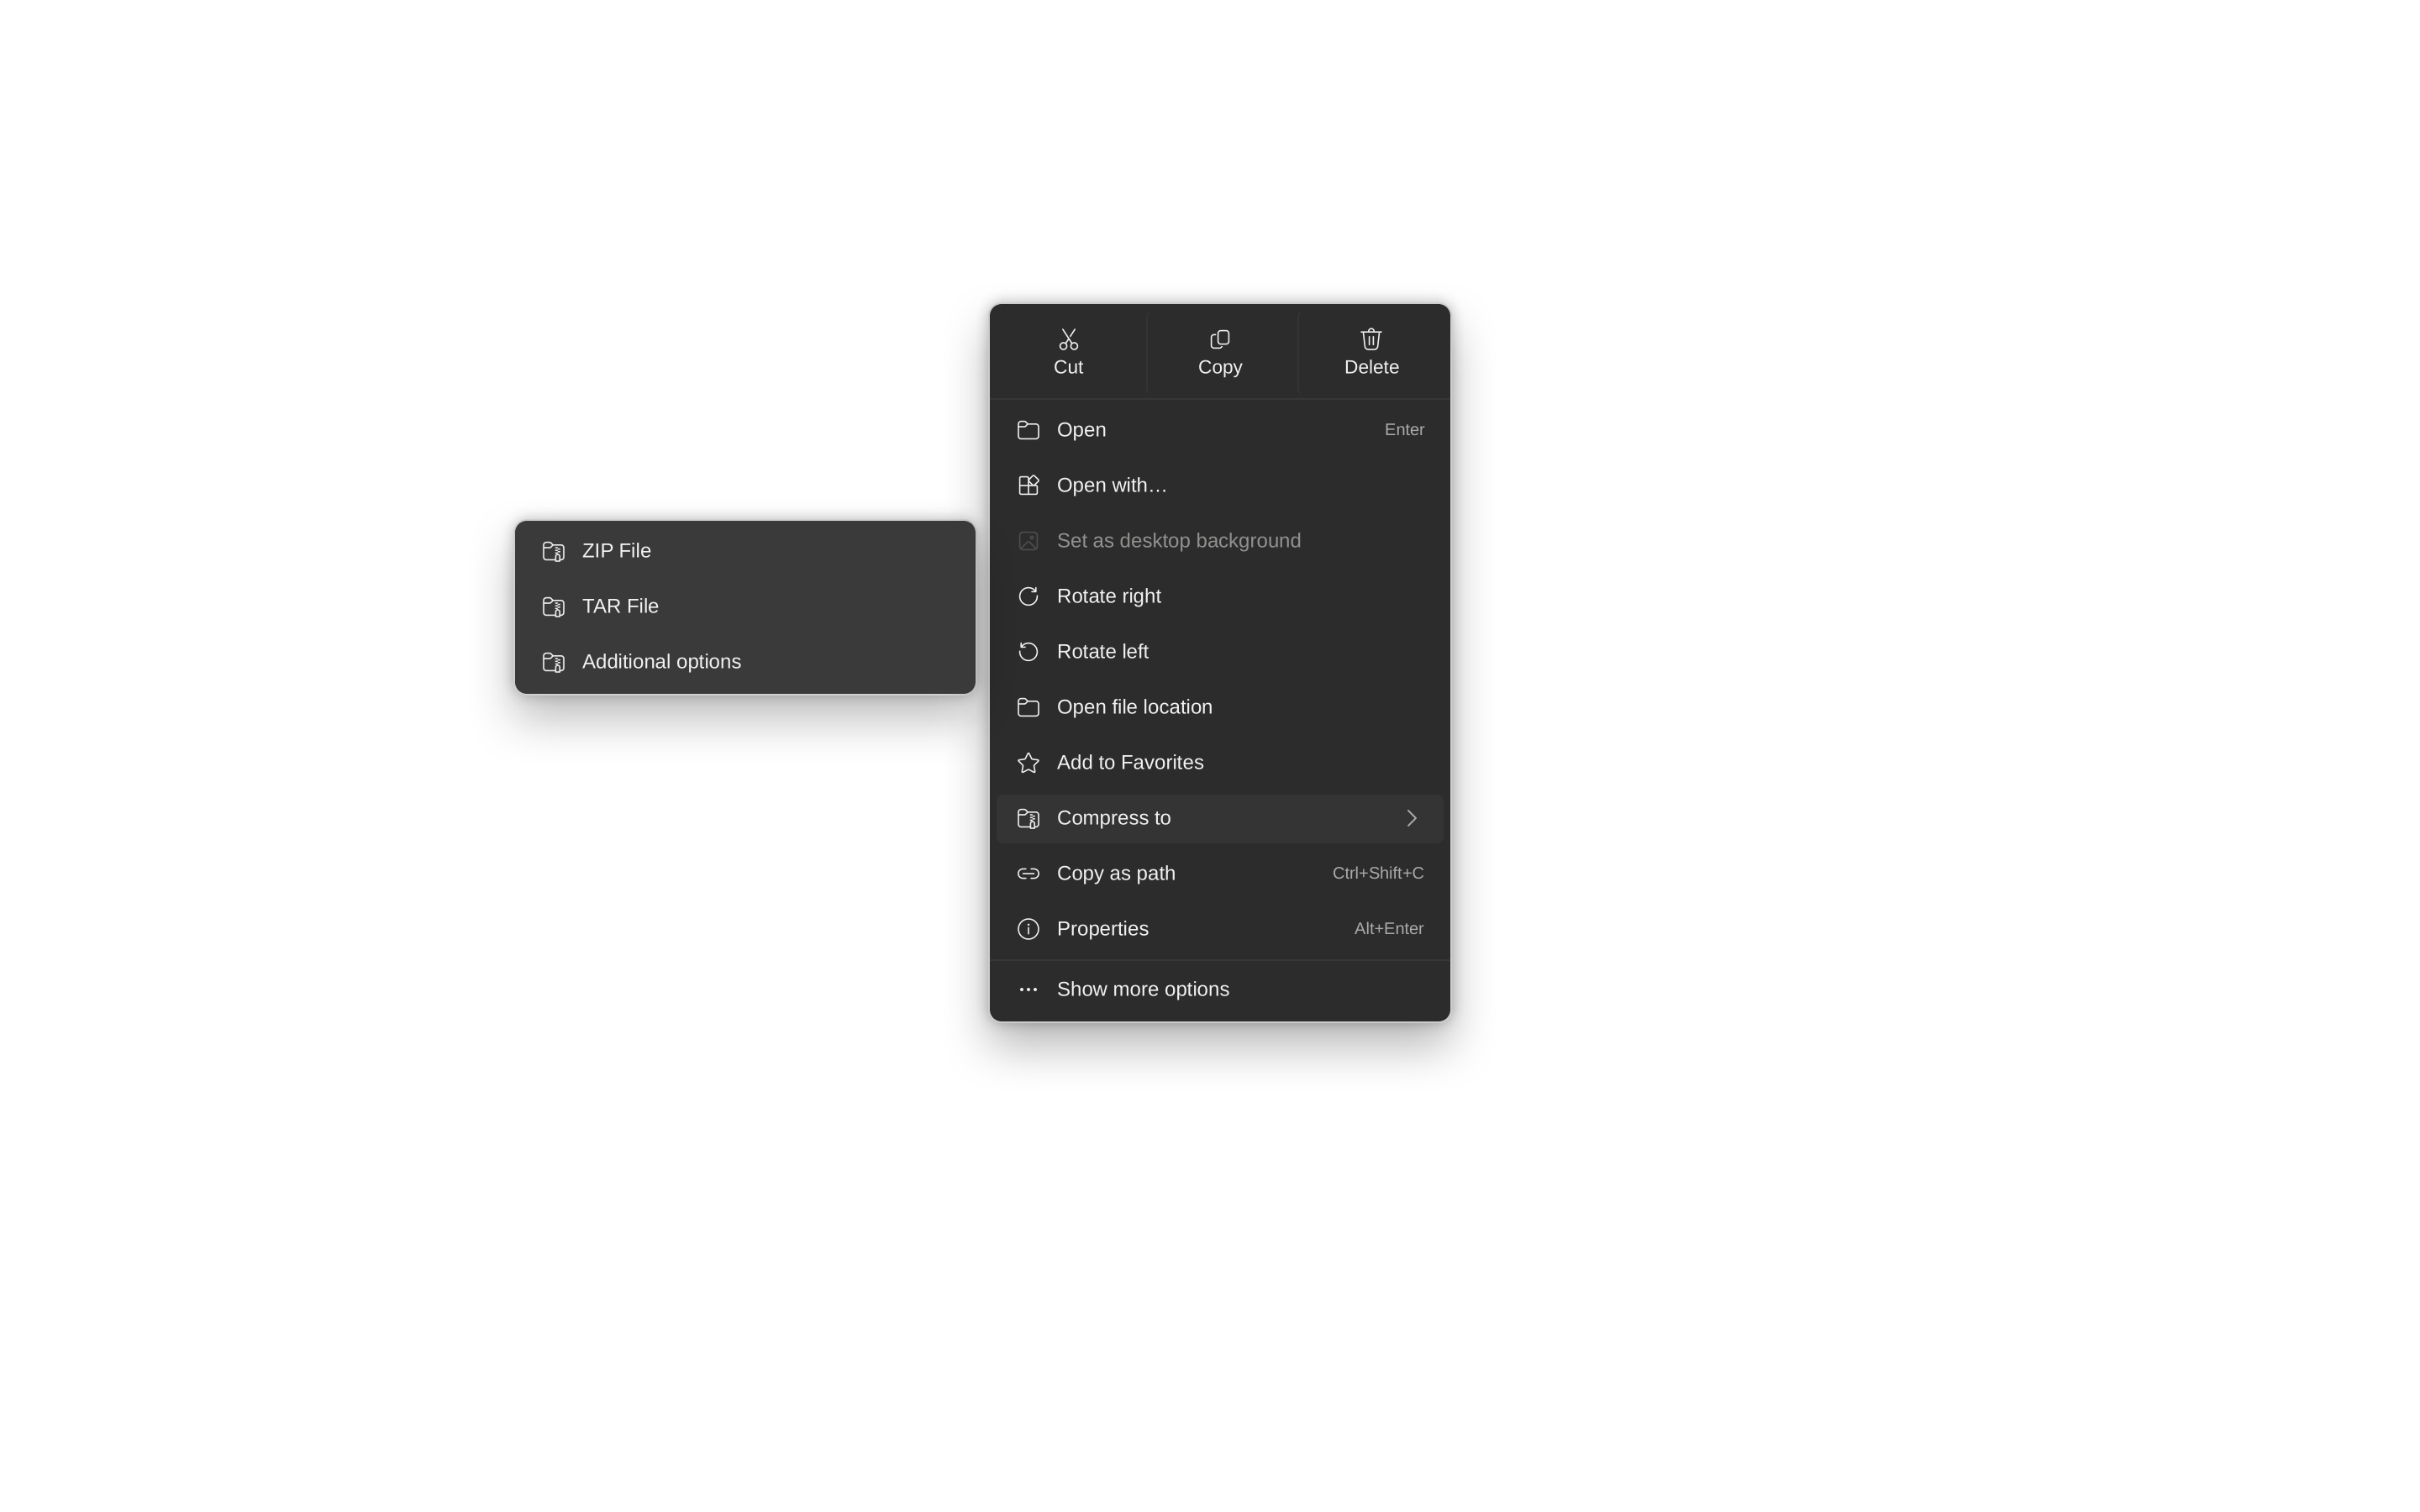 Cut
Copy
Delete
Open Enter
Open with…
Set as desktop background
Rotate right
Rotate left
Open file location
Add to Favorites
Compress to
Copy as path Ctrl+Shift+C
Properties Alt+Enter
Show more options
ZIP File
TAR File
Additional options